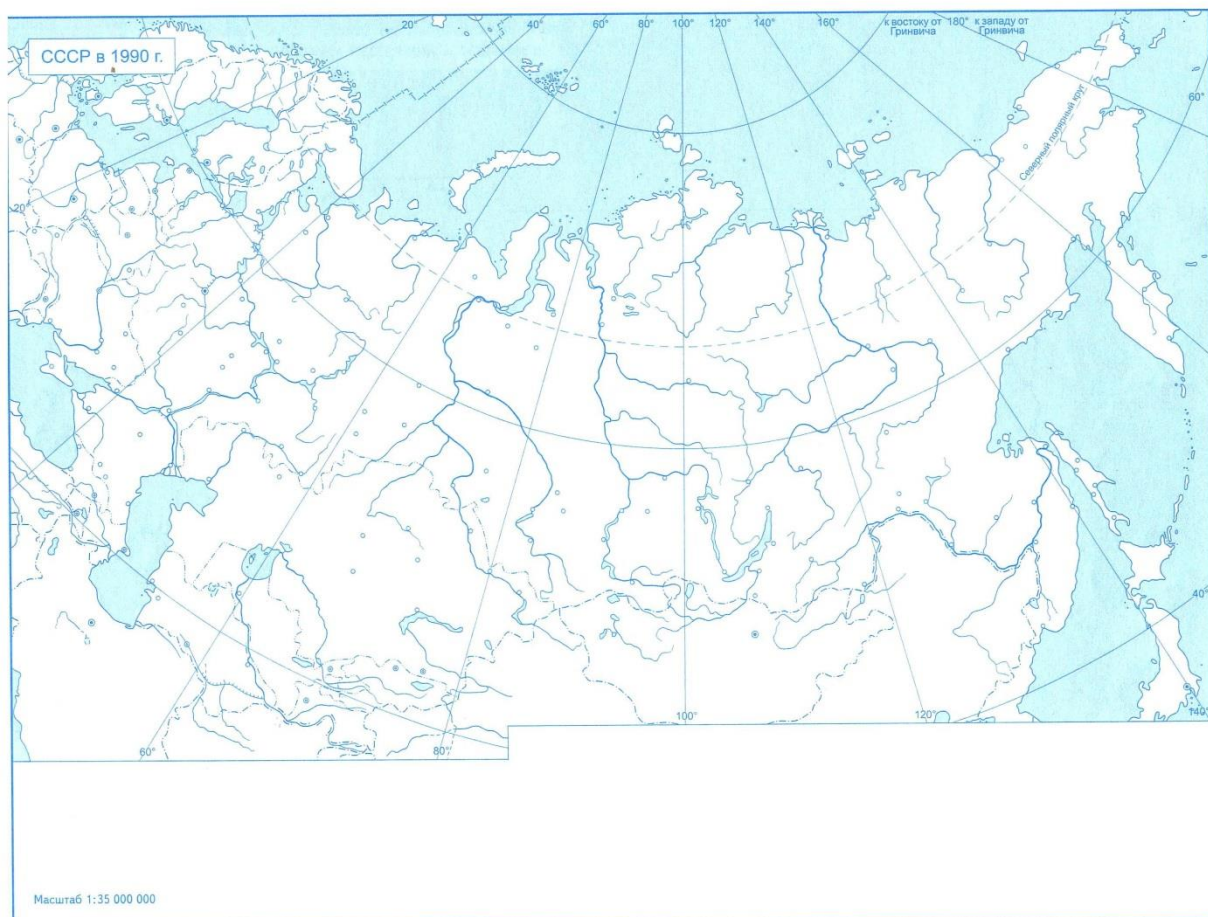 20° 40° 60° 80° 100° 120° 140° 160° к востоку от 180° к западу от
Гринвича Гринвича
СССР в 1990 г.
60°
Северный полярный круг
20°
40°
60° 80° 100° 120° 140°
Масштаб 1:35 000 000